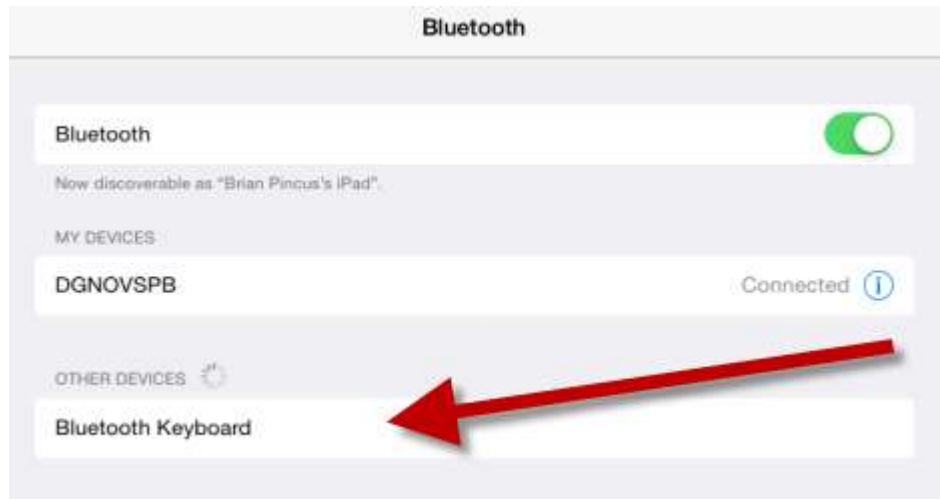 Bluetooth
Bluetooth
Now discoverable as "Brian Pincus's iPad".
MY DEVICES
DGNOVSPB
Connected
OTHER DEVICES
Bluetooth Keyboard